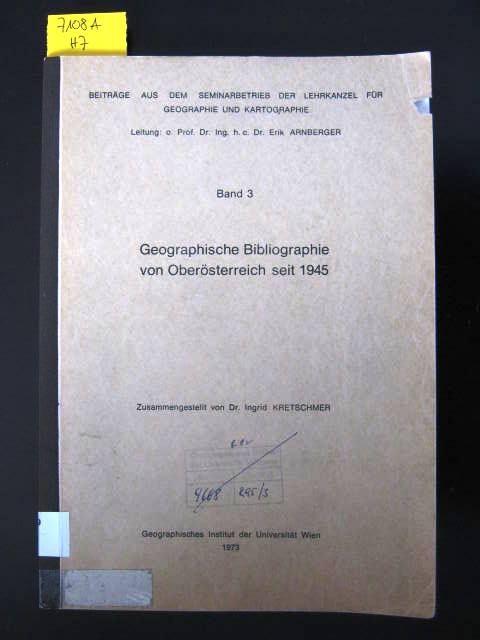 7108A
H7
BEITRÄGE AUS DEM SEMINARBETRIEB DER LEHRKANZEL FÜR
GEOGRAPHIE UND KARTOGRAPHIE
Leitung: o. Prof. Dr. Ing. h. c. Dr. Erik ARNBERGER
Band 3
Geographische Bibliographie
von Oberösterreich seit 1945
Zusammengestellt von Dr. Ingrid KRETSCHMER
Geographisches Institut der Universität Wien
1973